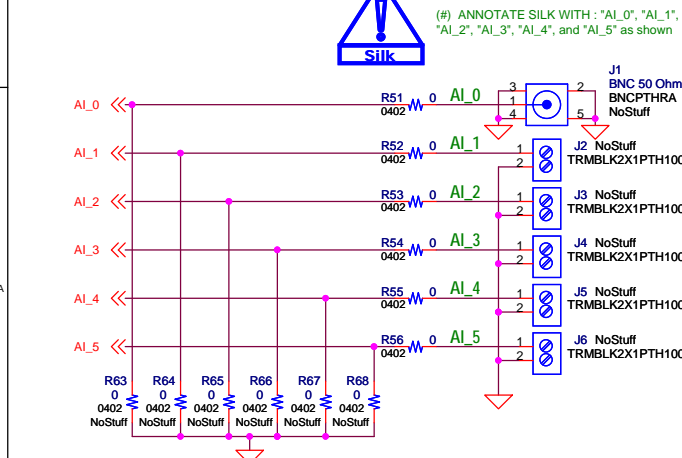 (#) ANNOTATE SILK WITH : "AI_0", "AI_1",
"AI_2", "AI_3", "AI_4", and "AI_5" as shown
!
Silk
J1
BNC 50 Ohm
BNCPTHRA
NoStuff
AI_0
R51 0 AI_0
0402
3 2
1
4 5
AI_1
R52 0 AI_1
0402
1
2
J2 NoStuff
TRMBLK2X1PTH100
AI_2
R53 0 AI_2
0402
1
2
J3 NoStuff
TRMBLK2X1PTH100
AI_3
R54 0 AI_3
0402
1
2
J4 NoStuff
TRMBLK2X1PTH100
AI_4
R55 0 AI_4
0402
1
2
J5 NoStuff
TRMBLK2X1PTH100
AI_5
R56 0 AI_5
0402
1
2
J6 NoStuff
TRMBLK2X1PTH100
R63 R64 R65 R66 R67 R68
0 0 0 0 0 0
0402 0402 0402 0402 0402 0402
NoStuff NoStuff NoStuff NoStuff NoStuff NoStuff
A